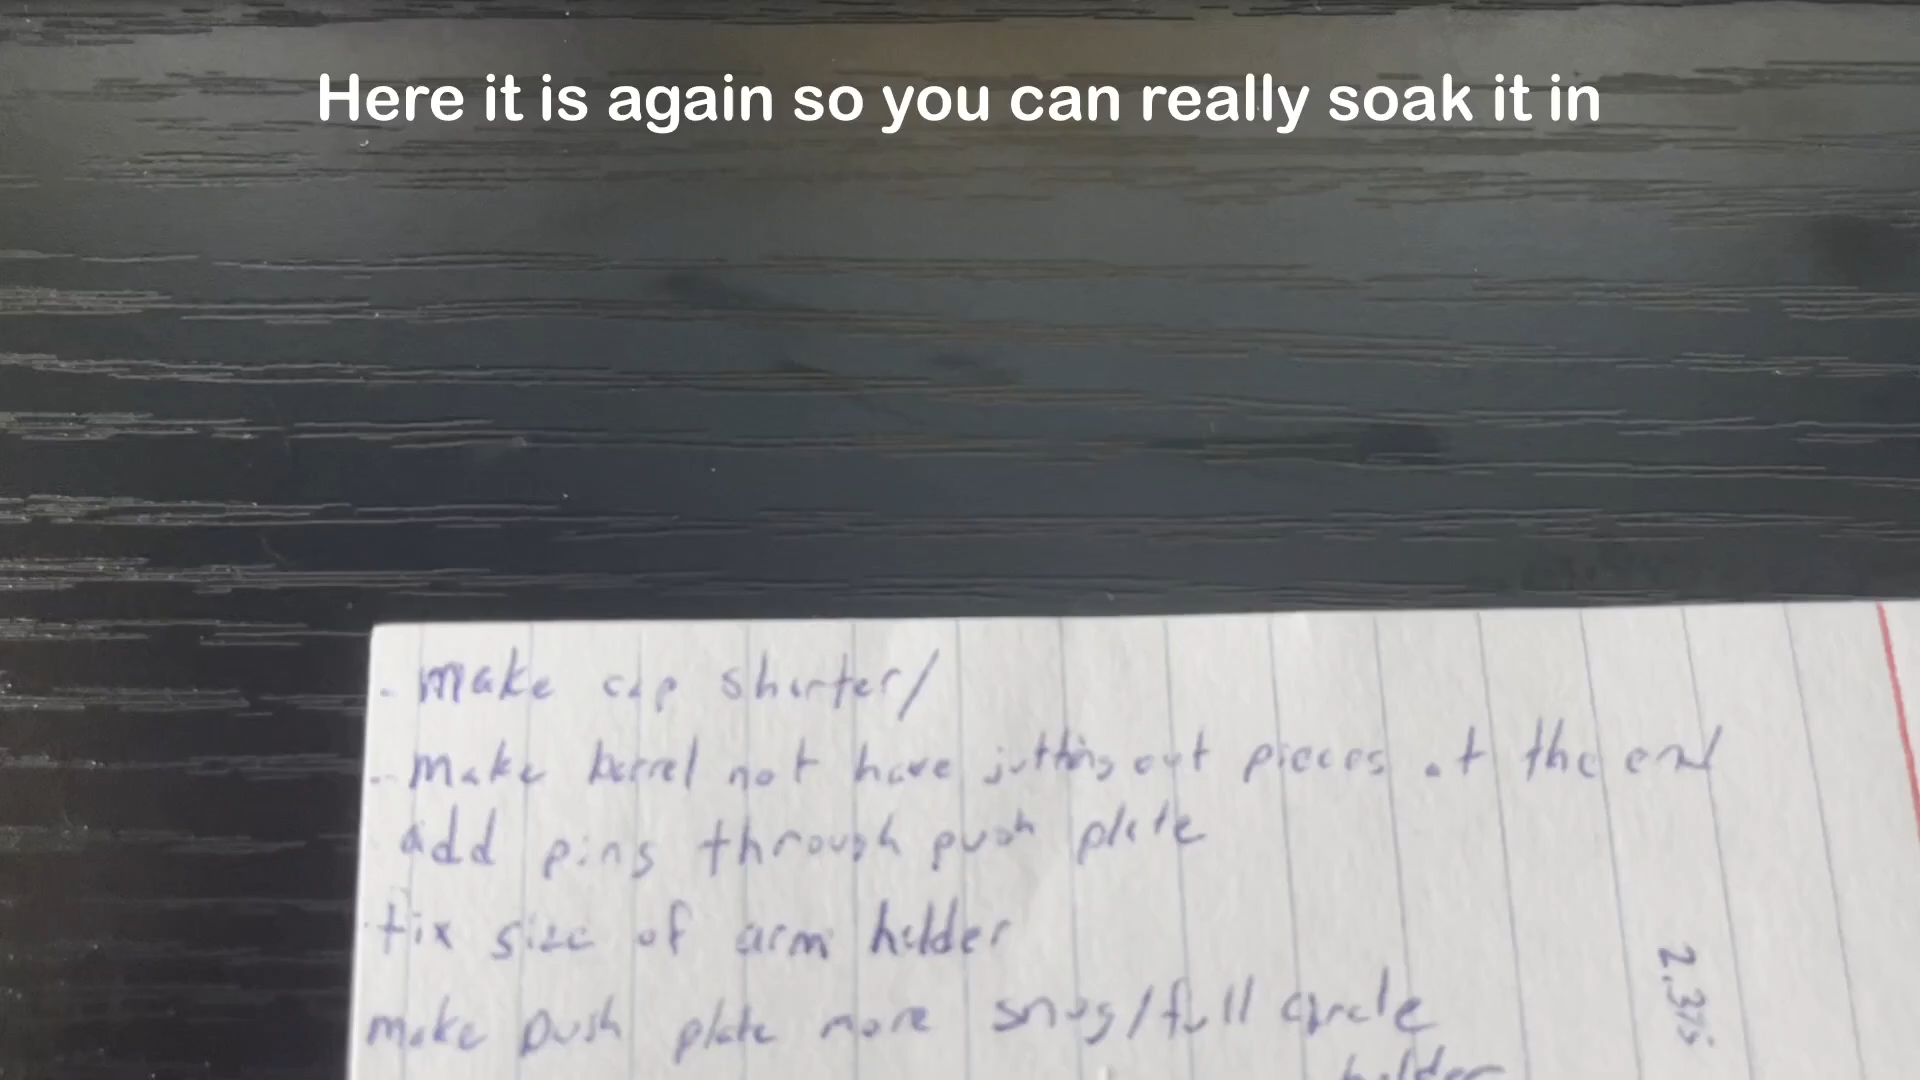 Here it is again so you can really soak it in
- make cap shorter/
- make barrel not have jutting out pieces at the end
add pins through push plate
- fix size of arm holder
make push plate more snug/full circle
holder
2.375